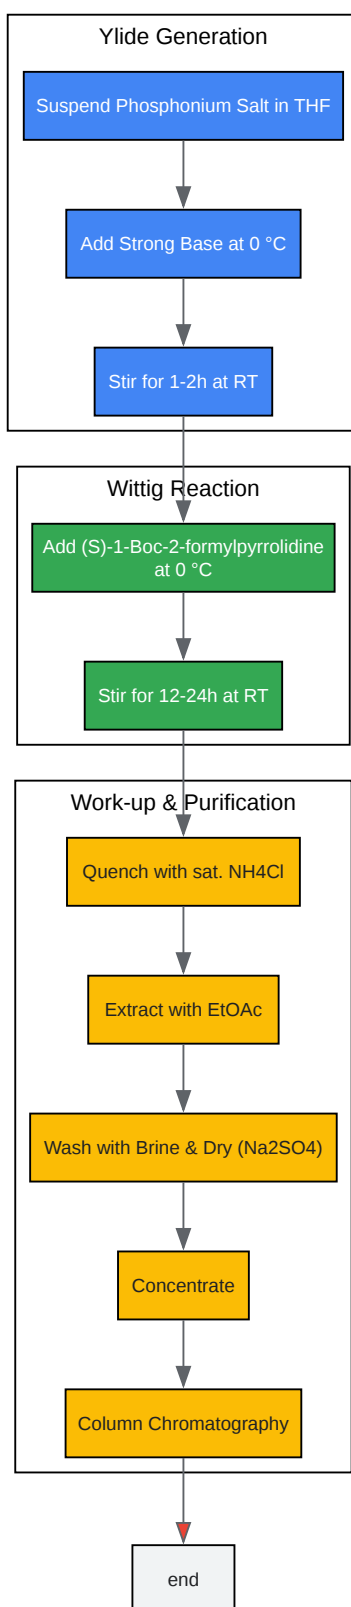 Ylide Generation
Suspend Phosphonium Salt in THF
Add Strong Base at 0 °C
Stir for 1-2h at RT
Wittig Reaction
Add (S)-1-Boc-2-formylpyrrolidine
at 0 °C
Stir for 12-24h at RT
Work-up & Purification
Quench with sat. NH4Cl
Extract with EtOAc
Wash with Brine & Dry (Na2SO4)
Concentrate
Column Chromatography
end